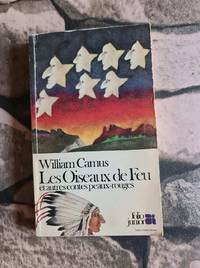 William Camus
Les Oiseaux de Feu
et autres contes peaux-rouges
folio
junior